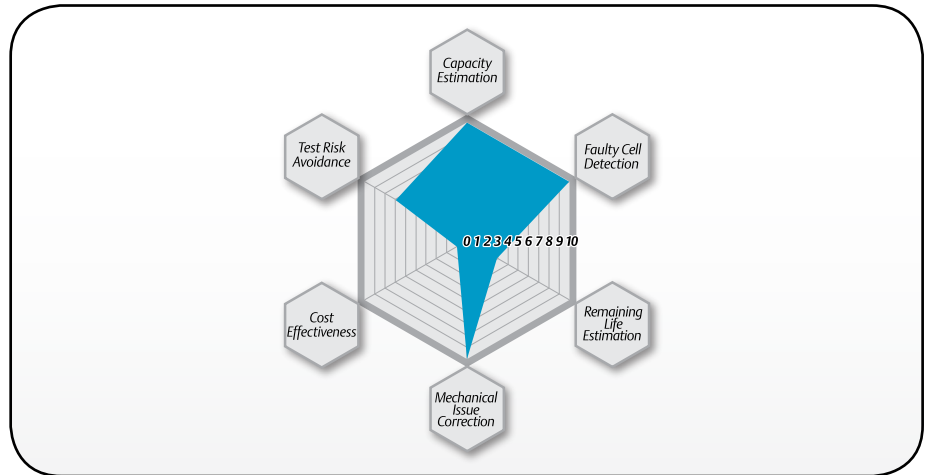 Capacity
Estimation
Test Risk
Avoidance
Faulty Cell
Detection
0 1 2 3 4 5 6 7 8 9 10
Cost
Effectiveness
Remaining
Life
Estimation
Mechanical
Issue
Correction